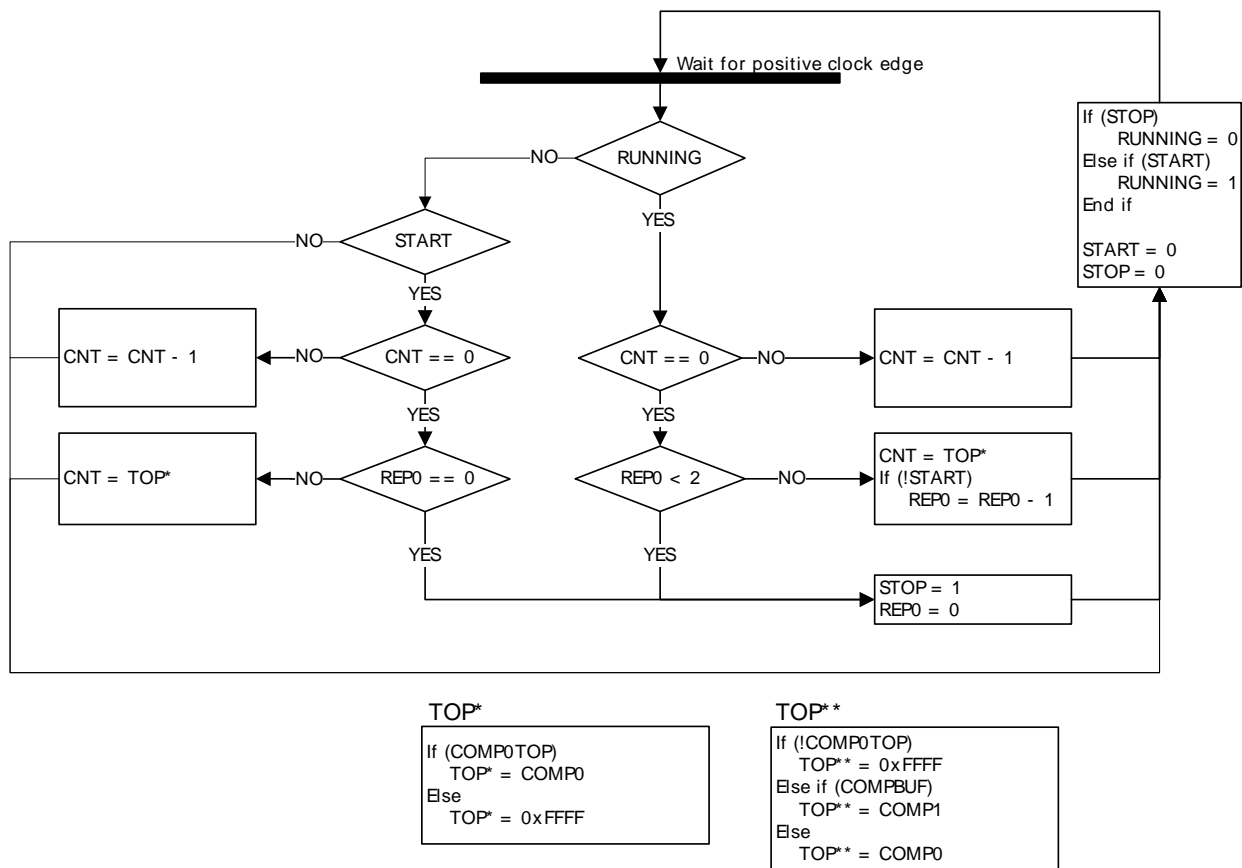 Wait for positive clock edge
If (STOP)
RUNNING = 0
Else if (START)
RUNNING = 1
End if
START = 0
STOP = 0
RUNNING
NO
YES
START
NO
YES
CNT = CNT - 1
NO
CNT == 0
YES
CNT == 0
NO
YES
CNT = CNT - 1
CNT = TOP*
NO
REP0 == 0
YES
REP0 < 2
NO
YES
CNT = TOP*
If (!START)
REP0 = REP0 - 1
STOP = 1
REP0 = 0
TOP*
If (COMP0TOP)
TOP* = COMP0
Else
TOP* = 0xFFFF
TOP**
If (!COMP0TOP)
TOP** = 0xFFFF
Else if (COMPBUF)
TOP** = COMP1
Else
TOP** = COMP0